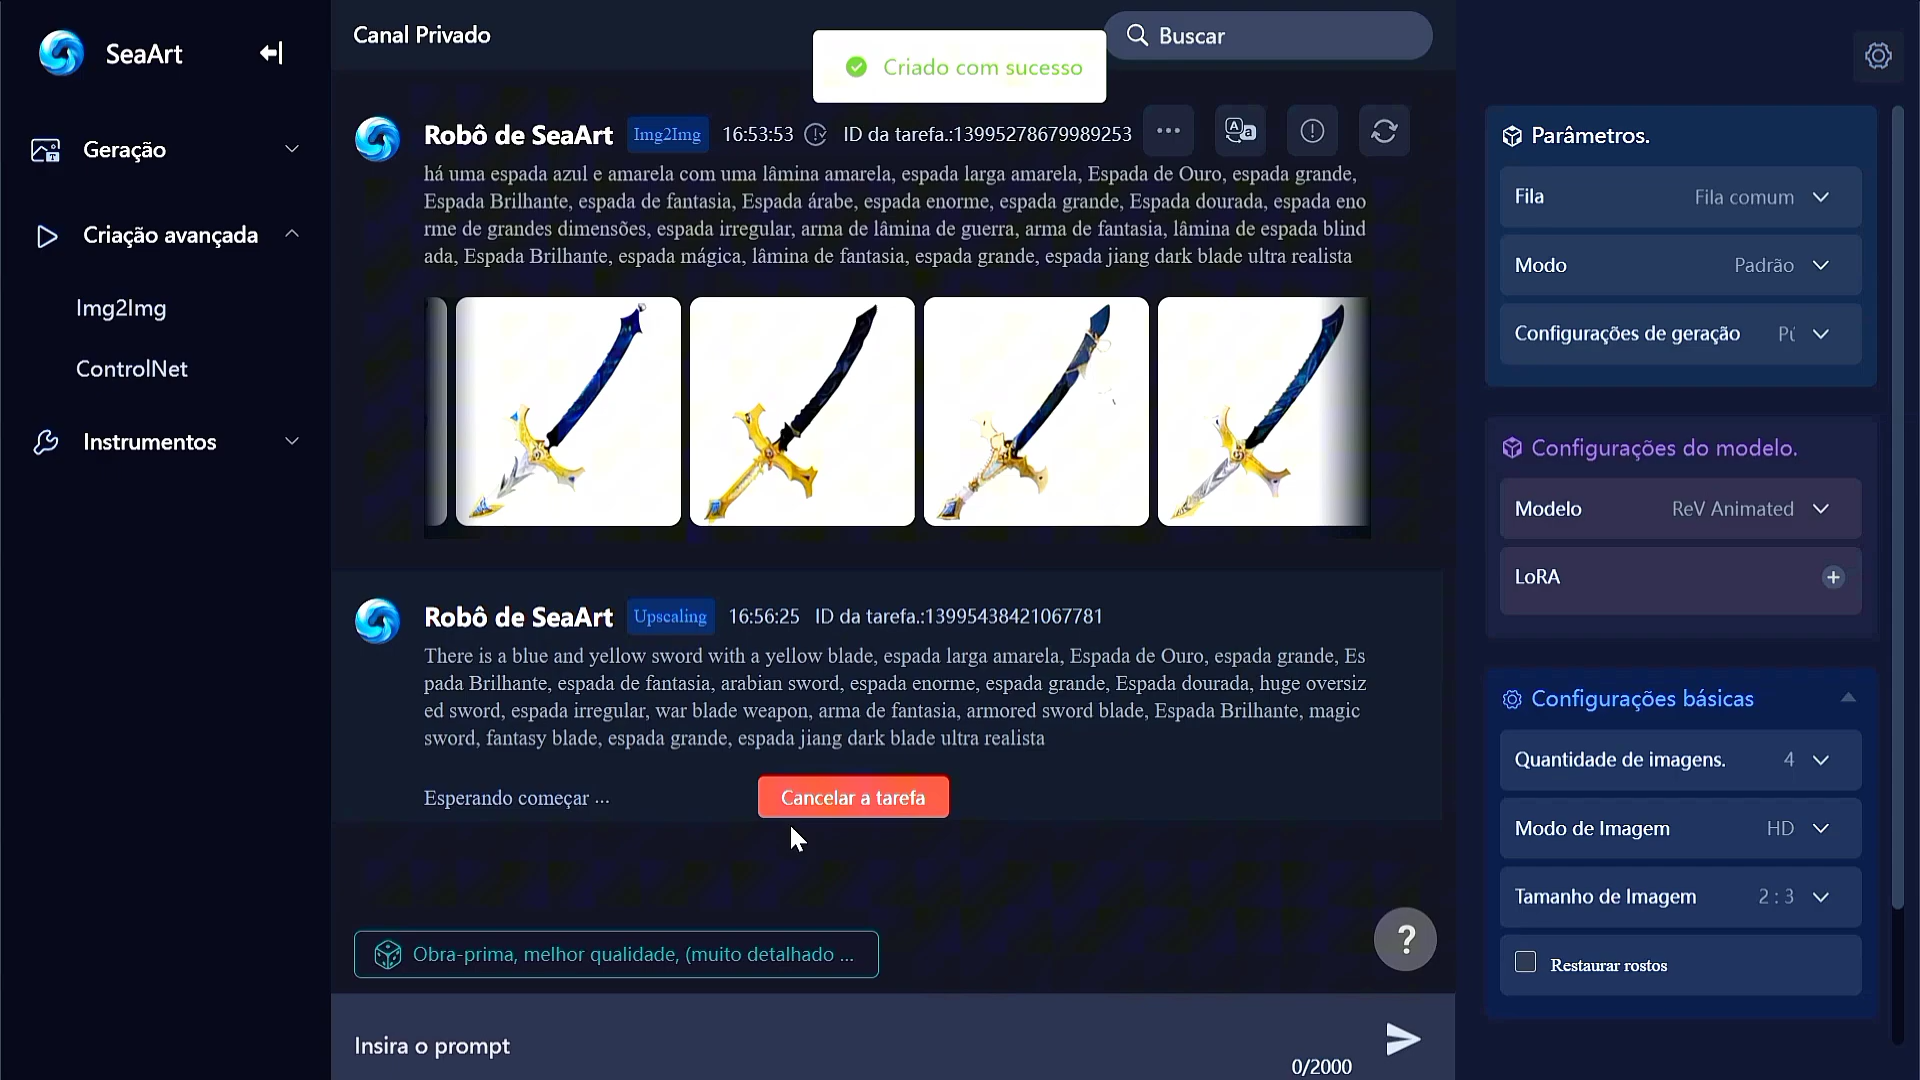 SeaArt
Geração
Criação avançada
Img2Img
ControlNet
Instrumentos
Canal Privado
Criado com sucesso
Buscar
Robô de SeaArt Img2Img 16:53:53 ID da tarefa.:13995278679989253
há uma espada azul e amarela com uma lâmina amarela, espada larga amarela, Espada de Ouro, espada grande,
Espada Brilhante, espada de fantasia, Espada árabe, espada enorme, espada grande, Espada dourada, espada eno
rme de grandes dimensões, espada irregular, arma de lâmina de guerra, arma de fantasia, lâmina de espada blind
ada, Espada Brilhante, espada mágica, lâmina de fantasia, espada grande, espada jiang dark blade ultra realista
Robô de SeaArt Upscaling 16:56:25 ID da tarefa.:13995438421067781
There is a blue and yellow sword with a yellow blade, espada larga amarela, Espada de Ouro, espada grande, Es
pada Brilhante, espada de fantasia, arabian sword, espada enorme, espada grande, Espada dourada, huge oversiz
ed sword, espada irregular, war blade weapon, arma de fantasia, armored sword blade, Espada Brilhante, magic
sword, fantasy blade, espada grande, espada jiang dark blade ultra realista
Esperando começar ... Cancelar a tarefa
Obra-prima, melhor qualidade, (muito detalhado ...
?
Insira o prompt
0/2000
Parâmetros.
Fila Fila comum
Modo Padrão
Configurações de geração
Configurações do modelo.
Modelo ReV Animated
LoRA
Configurações básicas
Quantidade de imagens. 4
Modo de Imagem HD
Tamanho de Imagem 2 : 3
Restaurar rostos